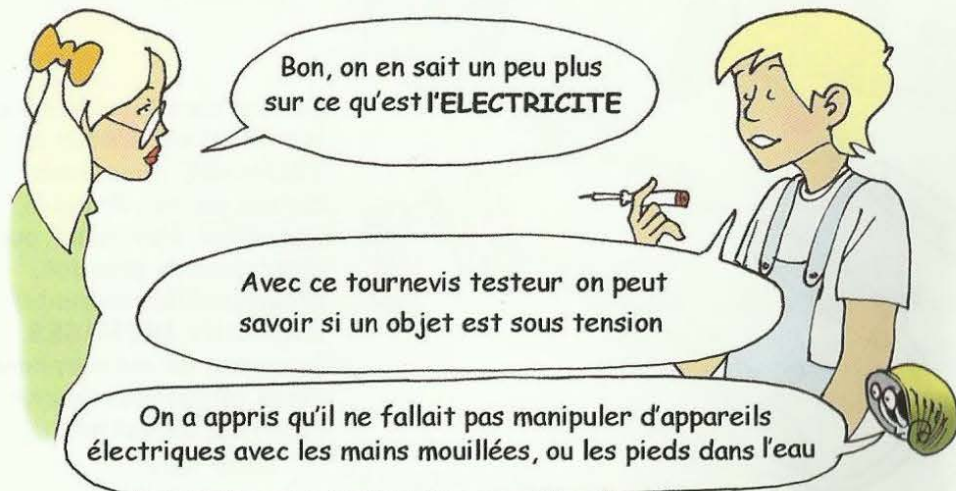 Bon, on en sait un peu plus
sur ce qu'est l'ELECTRICITE
Avec ce tournevis testeur on peut
savoir si un objet est sous tension
On a appris qu'il ne fallait pas manipuler d'appareils
électriques avec les mains mouillées, ou les pieds dans l'eau